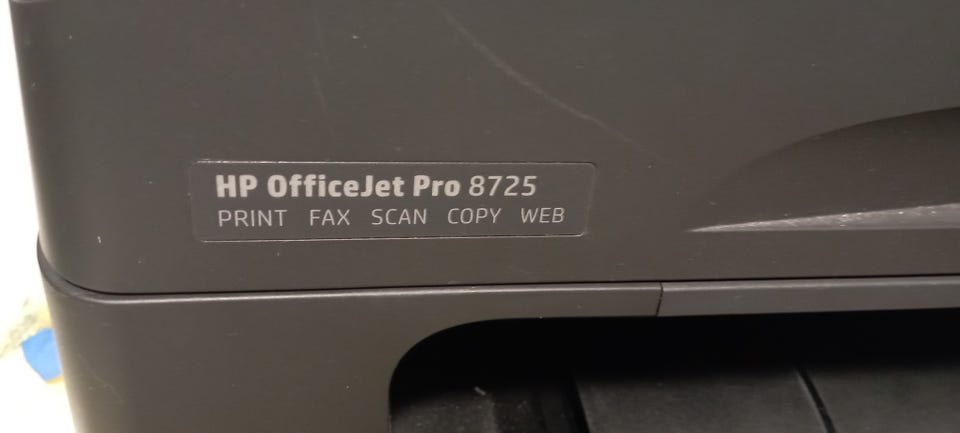 HP OfficeJet Pro 8725
PRINT FAX SCAN COPY WEB